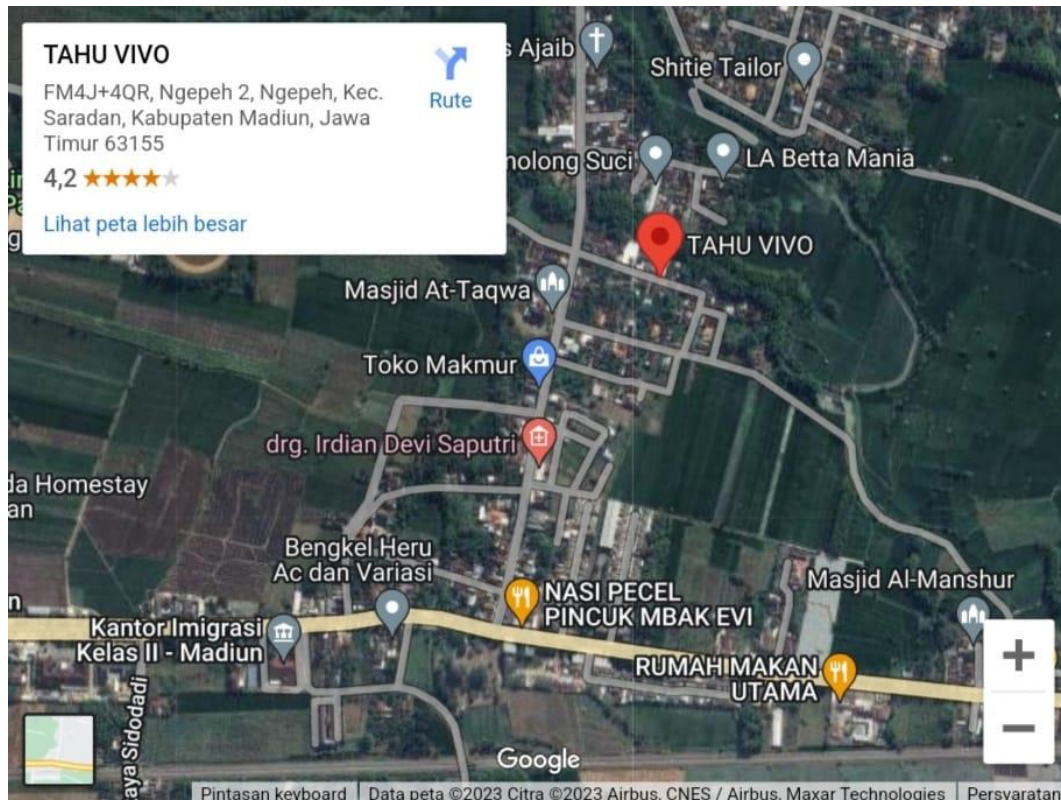 TAHU VIVO
FM4J+4QR, Ngepeh 2, Ngepeh, Kec.
Saradan, Kabupaten Madiun, Jawa
Timur 63155
4,2
Lihat peta lebih besar
Rute
Ajaib
Shitie Tailor
Suci
LA Betta Mania
TAHU VIVO
Masjid At-Taqwa
Toko Makmur
drg. Irdian Devi Saputri
Homestay
Bengkel Heru
Ac dan Variasi
NASI PECEL
PINCUK MBAK EVI
Masjid Al-Manshur
Kantor Imigrasi
Kelas II - Madiun
RUMAH MAKAN
UTAMA
Sidodadi
Google
Pintasan keyboard
Data peta ©2023 Citra ©2023 Airbus, CNES / Airbus, Maxar Technologies
Persyaratan